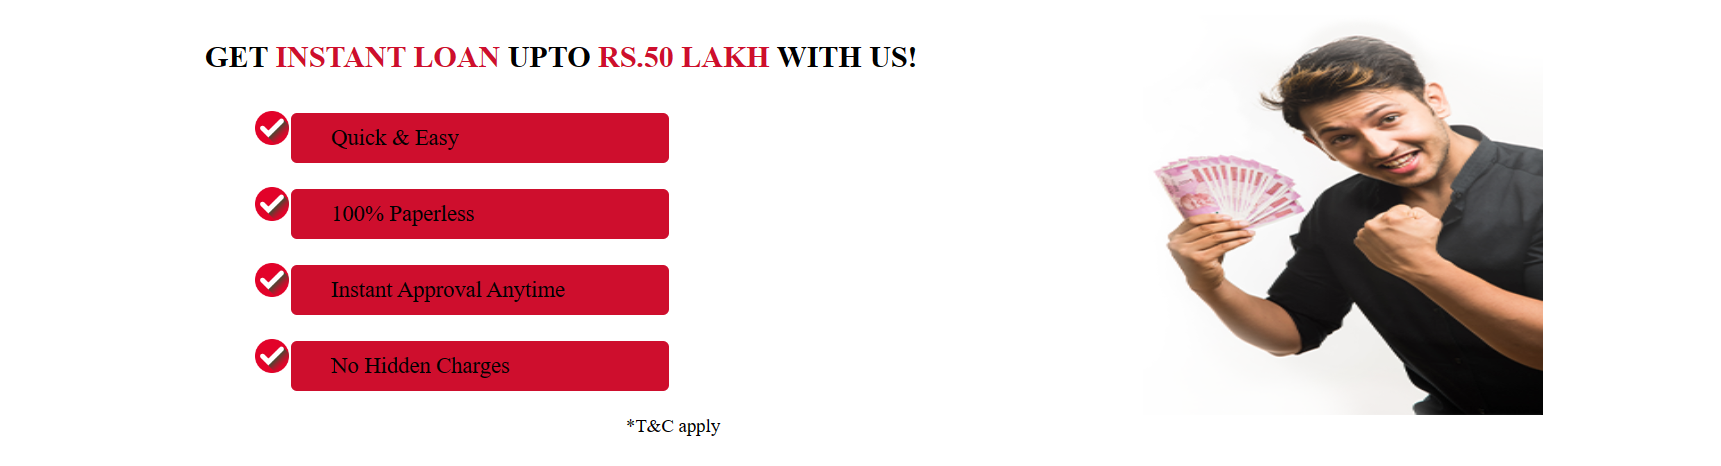 GET INSTANT LOAN UPTO RS.50 LAKH WITH US!
Quick & Easy
100% Paperless
Instant Approval Anytime
No Hidden Charges
*T&C apply